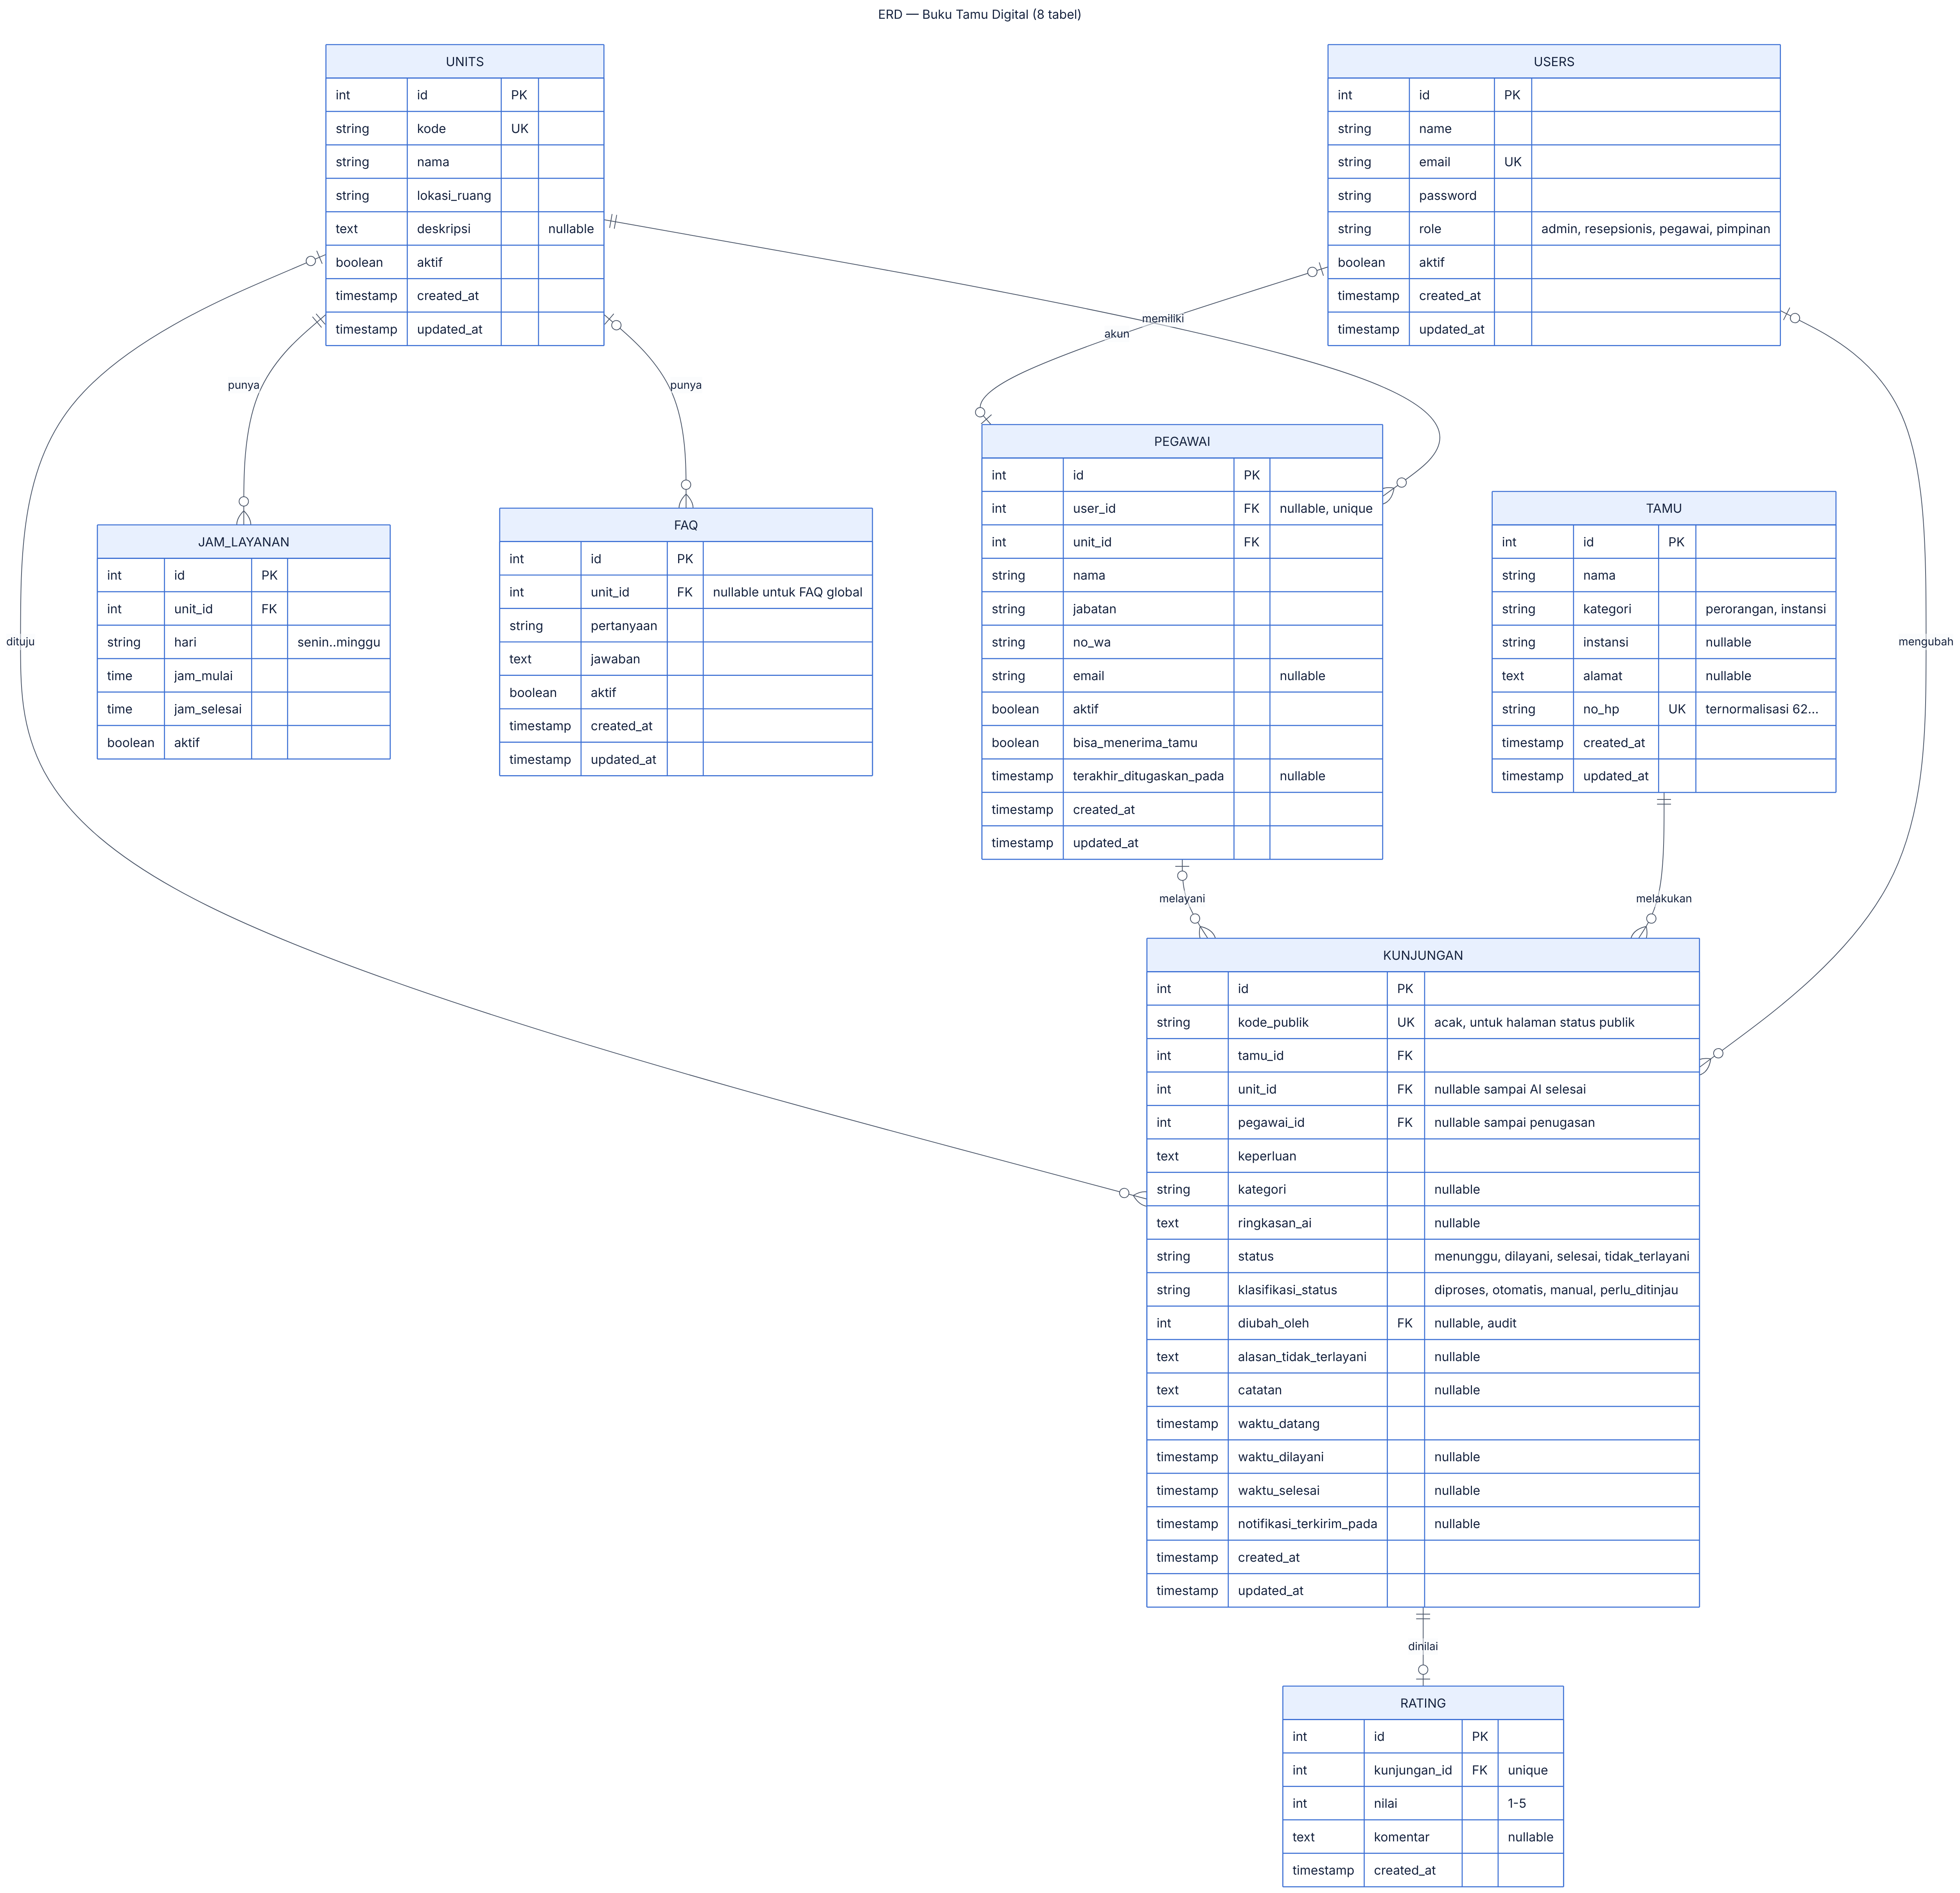 ERD — Buku Tamu Digital (8 tabel)
UNITS
int id PK
string kode UK
string nama
string lokasi_ruang
text deskripsi nullable
boolean aktif
timestamp created_at
timestamp updated_at
USERS
int id PK
string name
string email UK
string password
string role admin, resepsionis, pegawai, pimpinan
boolean aktif
timestamp created_at
timestamp updated_at
memiliki
akun
punya
punya
PEGAWAI
int id PK
int user_id FK nullable, unique
int unit_id FK
string nama
string jabatan
string no_wa
string email nullable
boolean aktif
boolean bisa_menerima_tamu
timestamp terakhir_ditugaskan_pada nullable
timestamp created_at
timestamp updated_at
TAMU
int id PK
string nama
string kategori perorangan, instansi
string instansi nullable
text alamat nullable
string no_hp UK ternormalisasi 62...
timestamp created_at
timestamp updated_at
FAQ
int id PK
int unit_id FK nullable untuk FAQ global
string pertanyaan
text jawaban
boolean aktif
timestamp created_at
timestamp updated_at
JAM_LAYANAN
int id PK
int unit_id FK
string hari senin..minggu
time jam_mulai
time jam_selesai
boolean aktif
dituju
mengubah
melayani
melakukan
KUNJUNGAN
int id PK
string kode_publik UK acak, untuk halaman status publik
int tamu_id FK
int unit_id FK nullable sampai AI selesai
int pegawai_id FK nullable sampai penugasan
text keperluan
string kategori nullable
text ringkasan_ai nullable
string status menunggu, dilayani, selesai, tidak_terlayani
string klasifikasi_status diproses, otomatis, manual, perlu_ditinjau
int diubah_oleh FK nullable, audit
text alasan_tidak_terlayani nullable
text catatan nullable
timestamp waktu_datang
timestamp waktu_dilayani nullable
timestamp waktu_selesai nullable
timestamp notifikasi_terkirim_pada nullable
timestamp created_at
timestamp updated_at
dinilai
RATING
int id PK
int kunjungan_id FK unique
int nilai 1-5
text komentar nullable
timestamp created_at